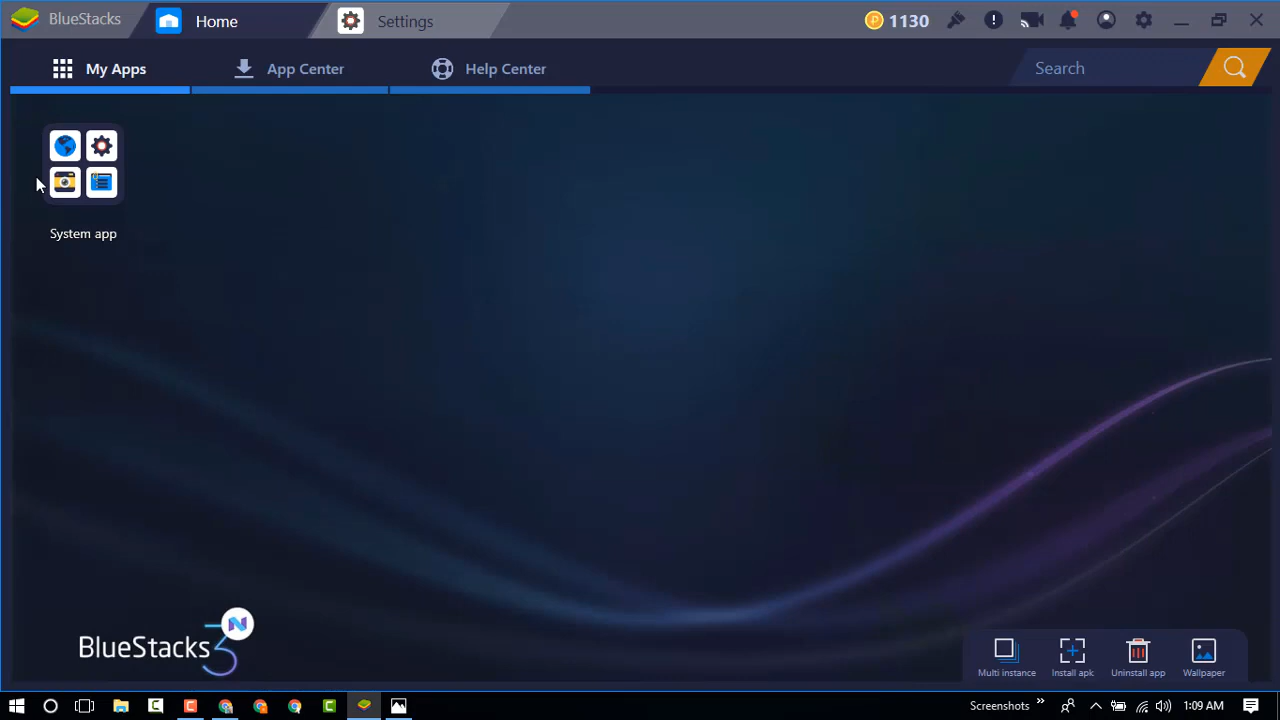 BlueStacks
Home
Settings
1130
My Apps
App Center
Help Center
Search
System app
BlueStacks 3 N
Multi instance
Install apk
Uninstall app
Wallpaper
Screenshots
1:09 AM